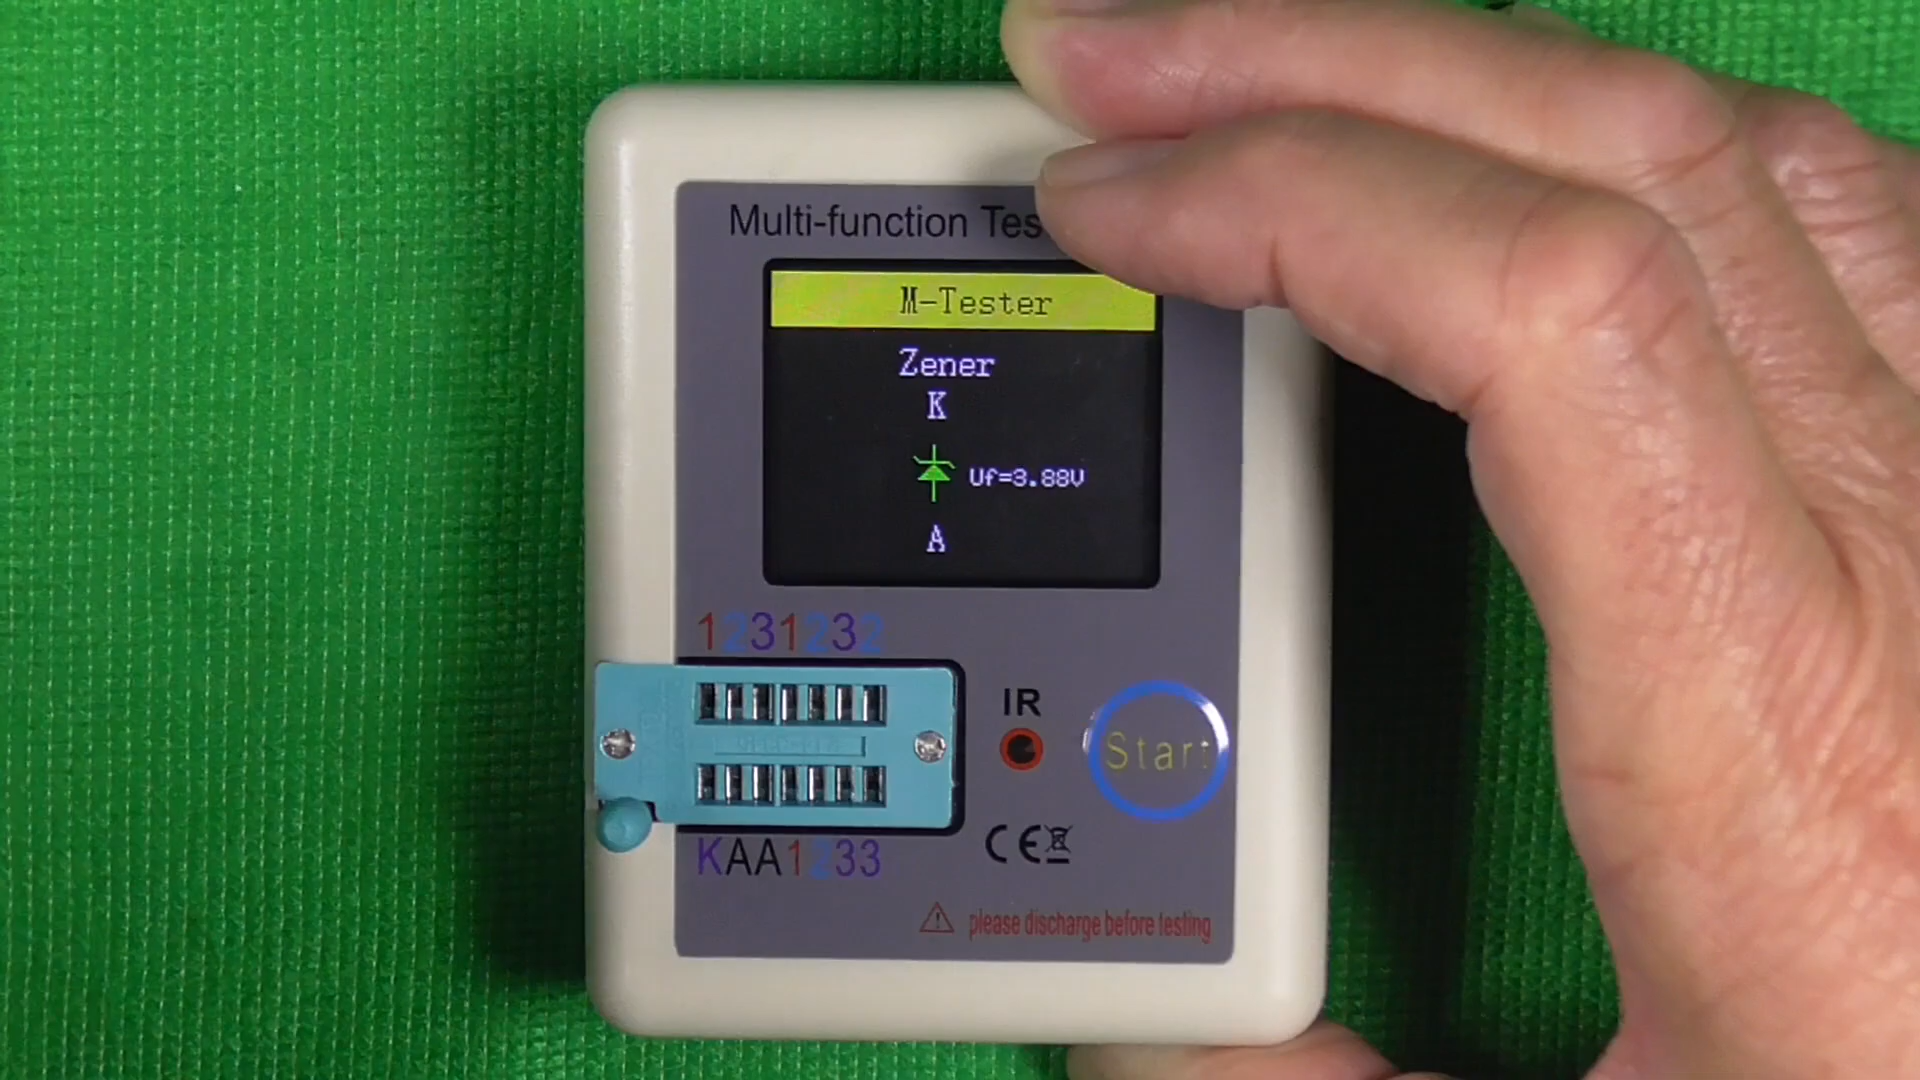 Multi-function Tes
M-Tester
Zener
K
Uf=3.88V
A
1231232
IR
Start
KAA1233
CE
please discharge before testing